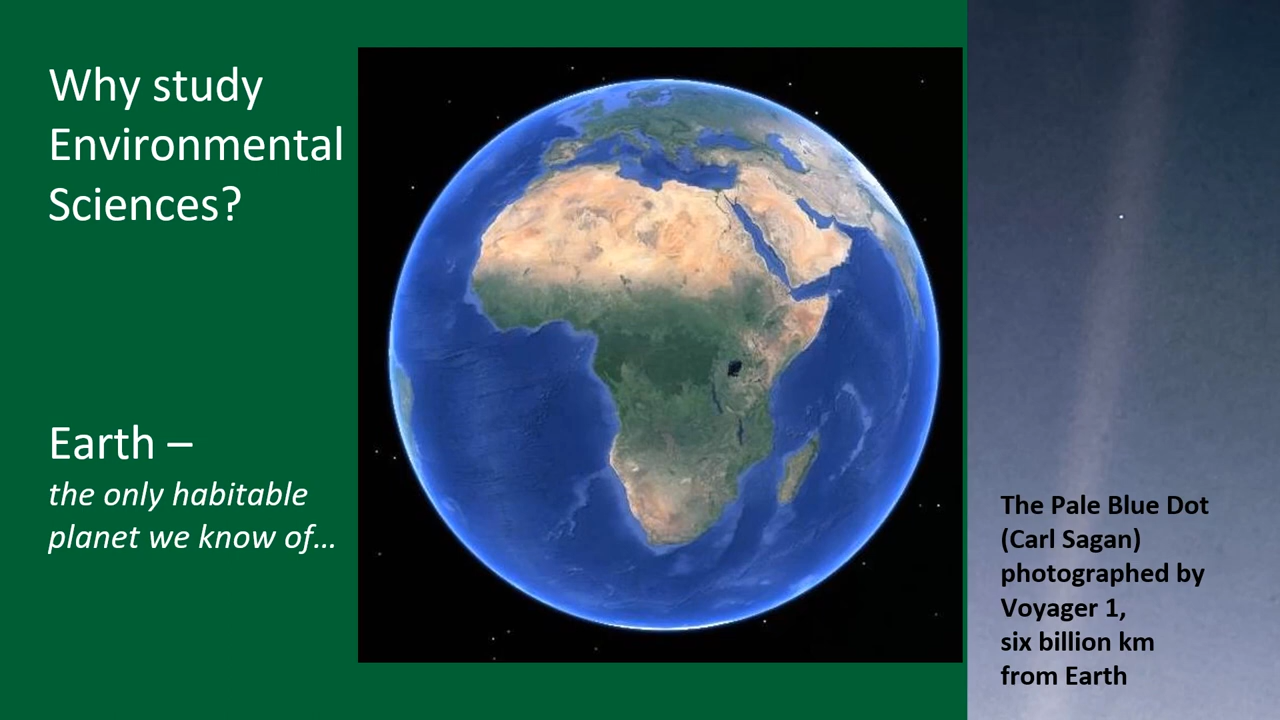 Why study
Environmental
Sciences?
Earth –
the only habitable
planet we know of…
The Pale Blue Dot
(Carl Sagan)
photographed by
Voyager 1,
six billion km
from Earth